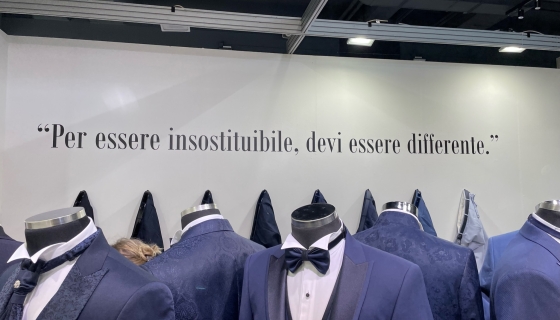 “Per essere insostituibile, devi essere differente.”